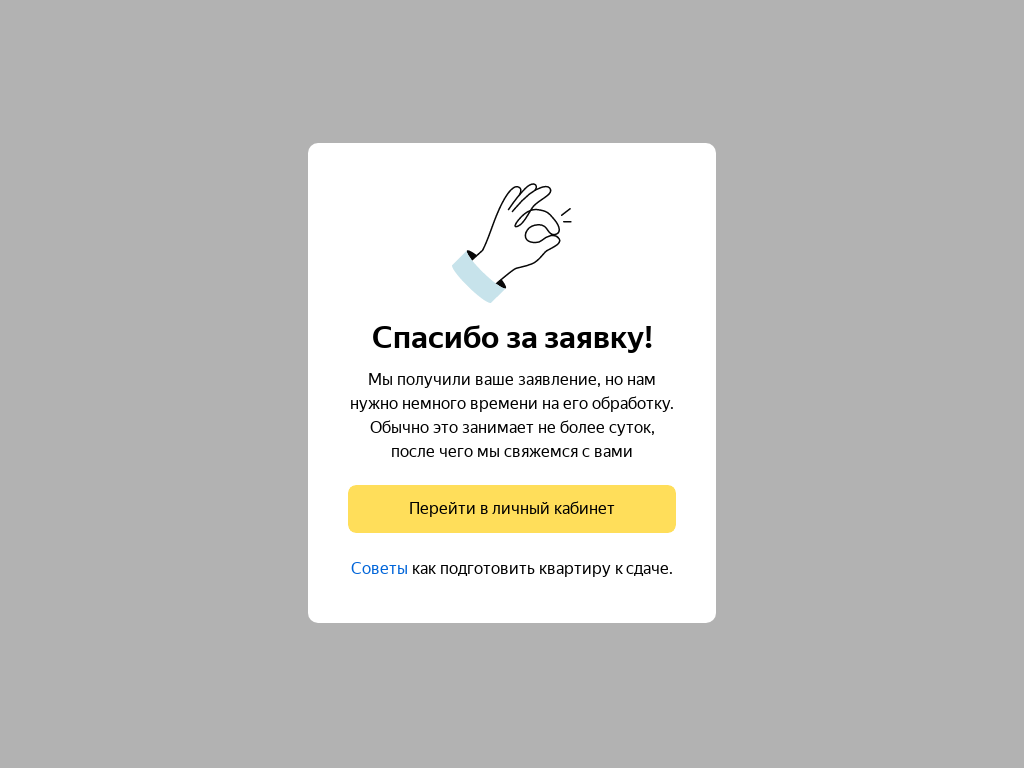 Спасибо за заявку!
Мы получили ваше заявление, но нам
нужно немного времени на его обработку.
Обычно это занимает не более суток,
после чего мы свяжемся с вами
Перейти в личный кабинет
Советы как подготовить квартиру к сдаче.